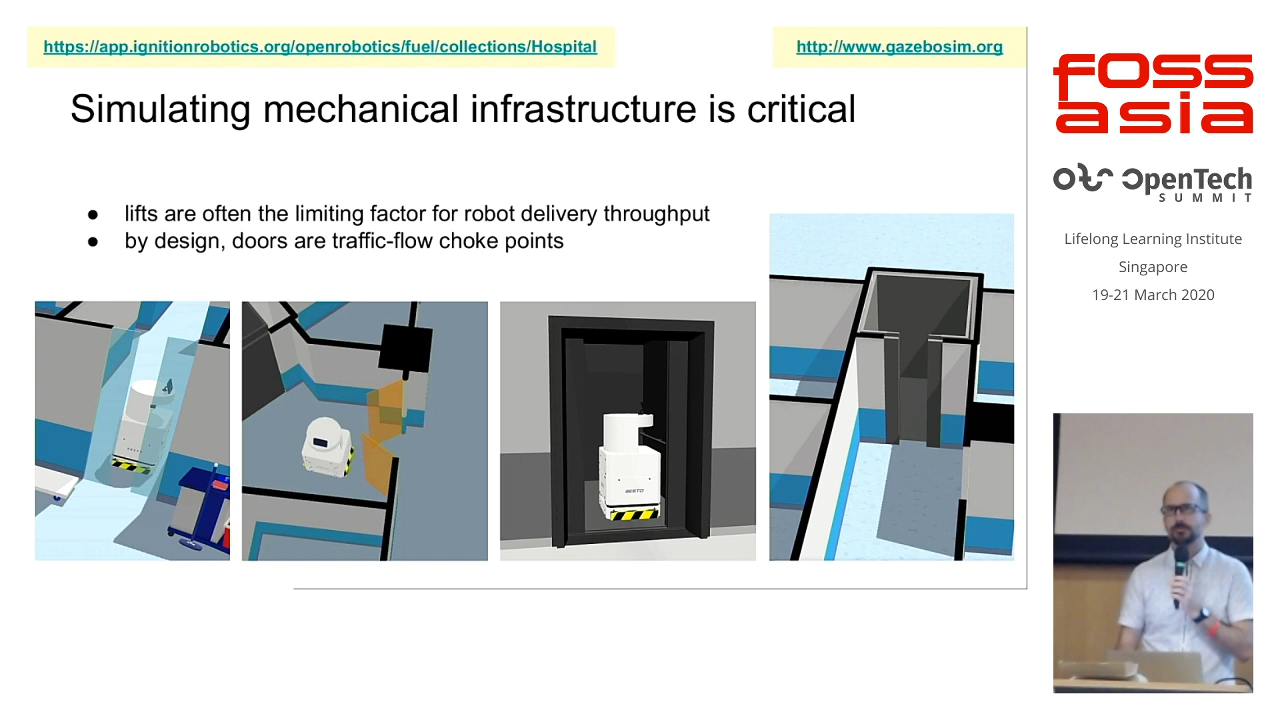 https://app.ignitionrobotics.org/openrobotics/fuel/collections/Hospital
http://www.gazebosim.org
Simulating mechanical infrastructure is critical
● lifts are often the limiting factor for robot delivery throughput
● by design, doors are traffic-flow choke points
foss
asia
OpenTech
SUMMIT
Lifelong Learning Institute
Singapore
19-21 March 2020